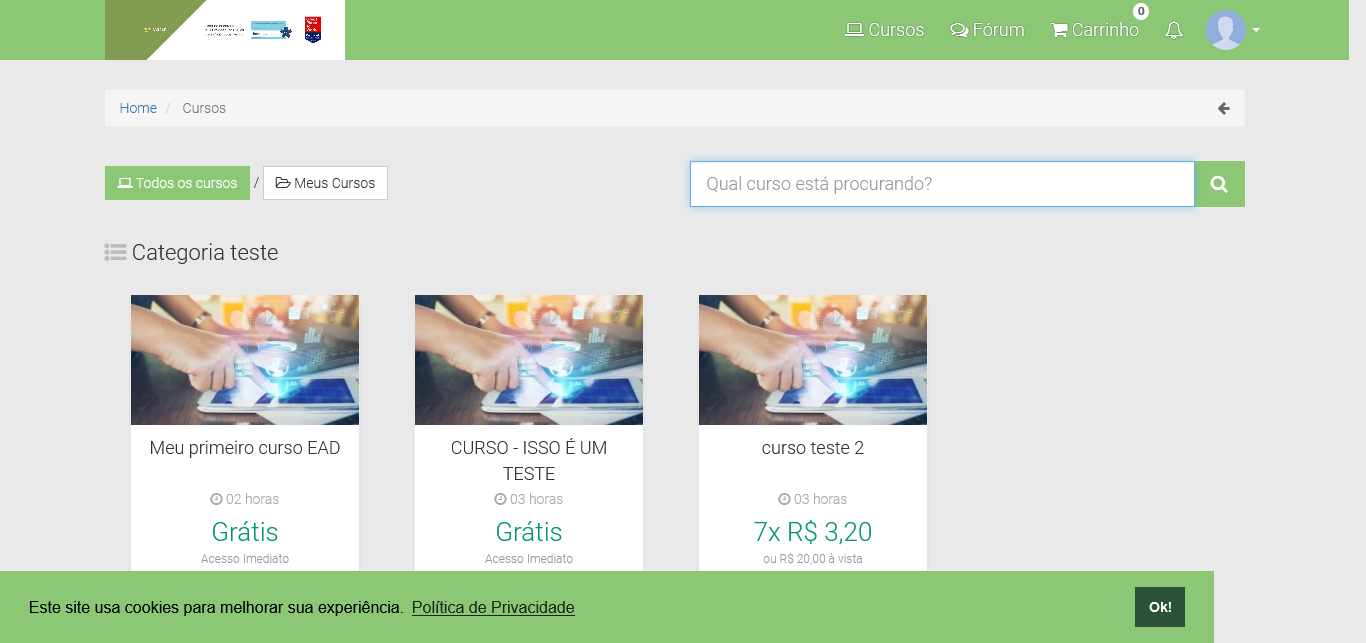 Cursos
Fórum
Carrinho
0
Home / Cursos
Todos os cursos / Meus Cursos
Qual curso está procurando?
Categoria teste
Meu primeiro curso EAD
02 horas
Grátis
Acesso Imediato
CURSO - ISSO É UM
TESTE
03 horas
Grátis
Acesso Imediato
curso teste 2
03 horas
7x R$ 3,20
ou R$ 20,00 à vista
Este site usa cookies para melhorar sua experiência. Política de Privacidade
Ok!